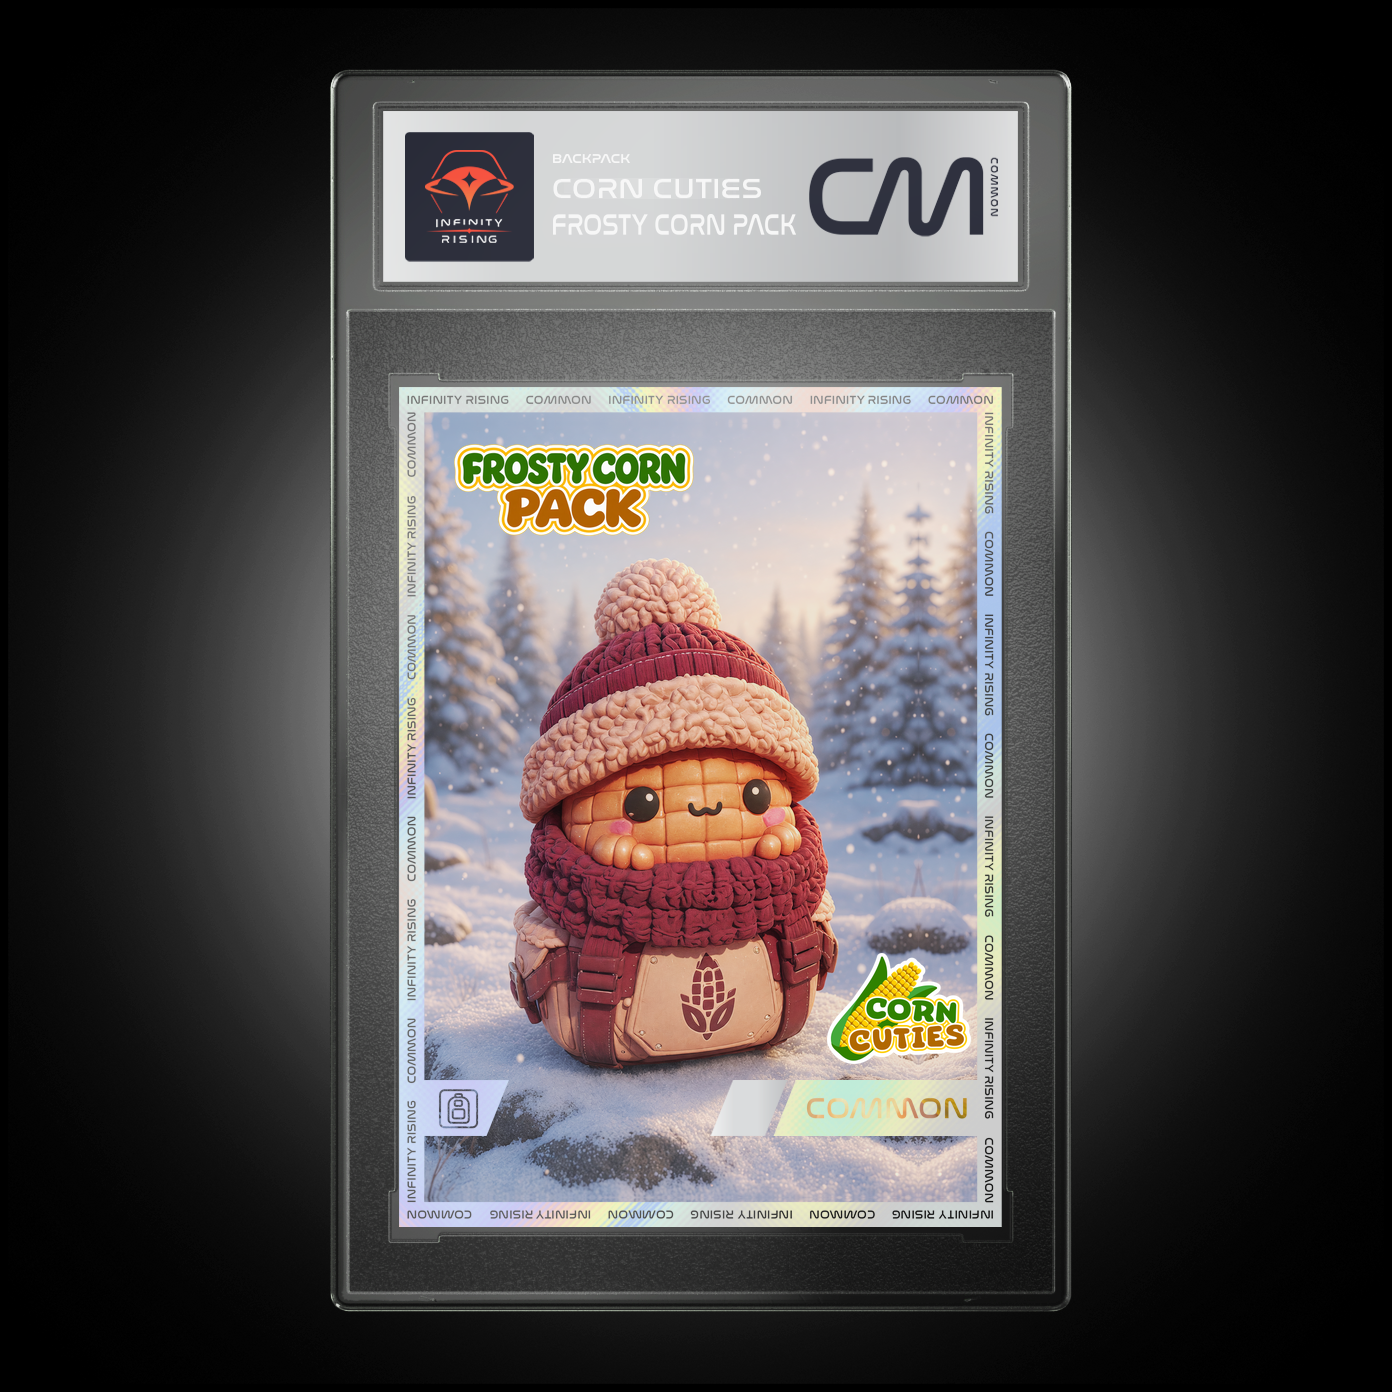 BACKPACK
CORN CUTIES
FROSTY CORN PACK
CM
COMMON
INFINITY
RISING
INFINITY RISING COMMON INFINITY RISING COMMON INFINITY RISING COMMON
INFINITY RISING COMMON INFINITY RISING COMMON INFINITY RISING COMMON INFINITY RISING COMMON
INFINITY RISING COMMON INFINITY RISING COMMON INFINITY RISING COMMON
INFINITY RISING COMMON INFINITY RISING COMMON INFINITY RISING COMMON INFINITY RISING COMMON
FROSTY CORN
PACK
CORN
CUTIES
COMMON